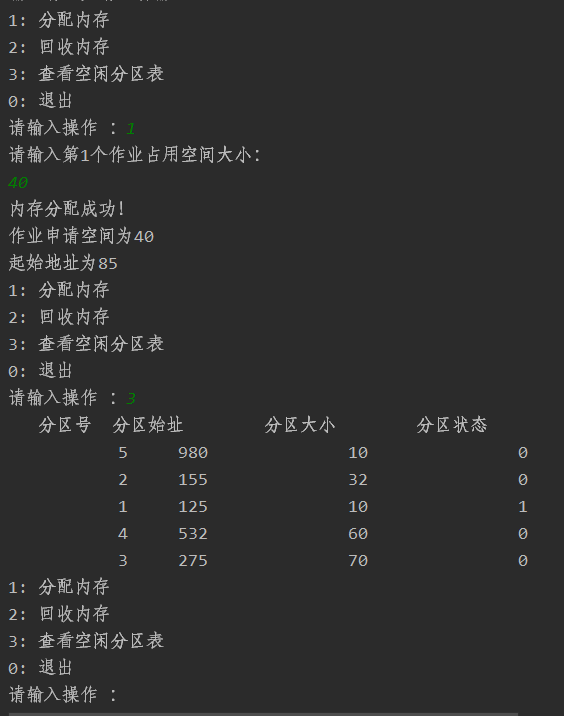 1: 分配内存
2: 回收内存
3: 查看空闲分区表
0: 退出
请输入操作 ：1
请输入第1个作业占用空间大小:
40
内存分配成功!
作业申请空间为40
起始地址为85
1: 分配内存
2: 回收内存
3: 查看空闲分区表
0: 退出
请输入操作 ：3
分区号 分区始址 分区大小 分区状态
5 980 10 0
2 155 32 0
1 125 10 1
4 532 60 0
3 275 70 0
1: 分配内存
2: 回收内存
3: 查看空闲分区表
0: 退出
请输入操作 ：